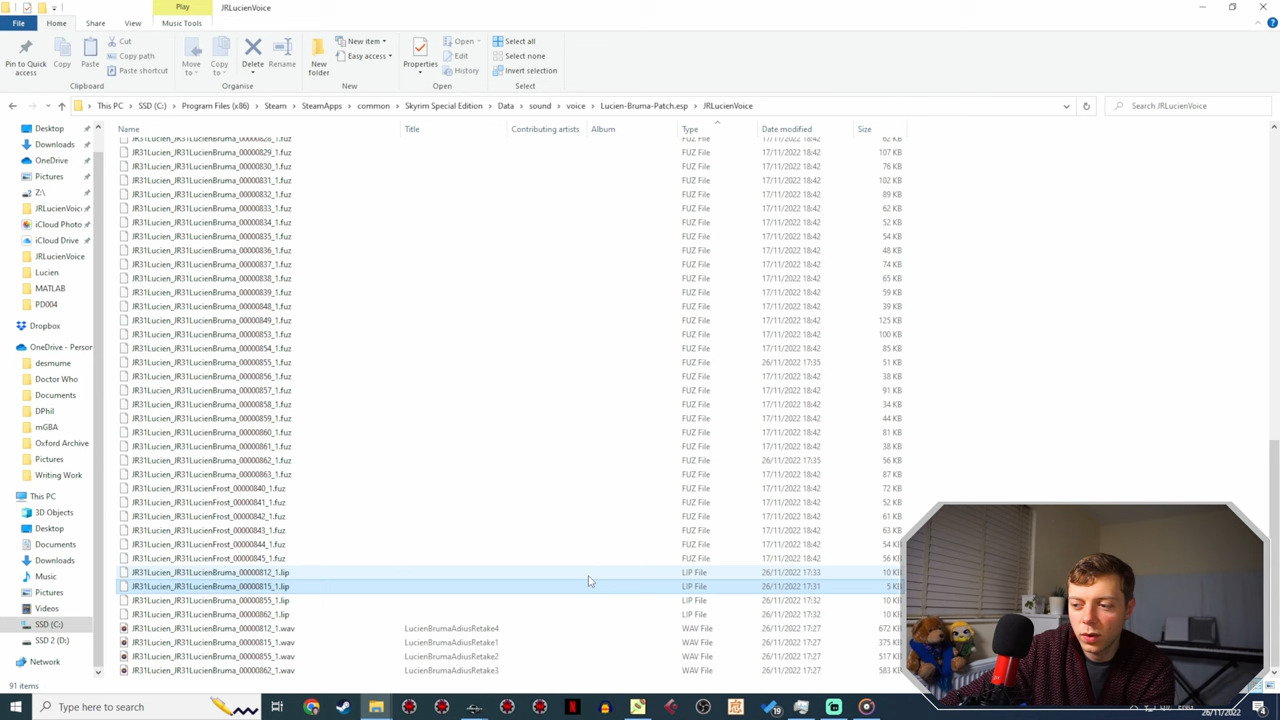 Play
JRLucienVoice
File
Home
Share
View
Music Tools
Pin to Quick access
Copy
Paste
Cut
Copy path
Paste shortcut
Clipboard
Move to
Copy to
Delete
Rename
Organise
New folder
New item
Easy access
New
Properties
Open
Edit
History
Open
Select all
Select none
Invert selection
Select
This PC > SSD (C:) > Program Files (x86) > Steam > SteamApps > common > Skyrim Special Edition > Data > sound > voice > Lucien-Bruma-Patch.esp > JRLucienVoice
Search JRLucienVoice
Name Title Contributing artists Album Type Date modified Size
Desktop
Downloads
OneDrive
Pictures
Z:\
JRLucienVoic
iCloud Photo
iCloud Drive
JRLucienVoice
Lucien
MATLAB
PD004
Dropbox
OneDrive - Person
desmume
Doctor Who
Documents
DPhil
mGBA
Oxford Archive
Pictures
Writing Work
This PC
3D Objects
Desktop
Documents
Downloads
Music
Pictures
Videos
SSD (C:)
SSD 2 (D:)
Network
JR31Lucien_JR31LucienBruma_00000828_1.fuz FUZ File 17/11/2022 18:42 62 KB
JR31Lucien_JR31LucienBruma_00000829_1.fuz FUZ File 17/11/2022 18:42 107 KB
JR31Lucien_JR31LucienBruma_00000830_1.fuz FUZ File 17/11/2022 18:42 76 KB
JR31Lucien_JR31LucienBruma_00000831_1.fuz FUZ File 17/11/2022 18:42 102 KB
JR31Lucien_JR31LucienBruma_00000832_1.fuz FUZ File 17/11/2022 18:42 89 KB
JR31Lucien_JR31LucienBruma_00000833_1.fuz FUZ File 17/11/2022 18:42 62 KB
JR31Lucien_JR31LucienBruma_00000834_1.fuz FUZ File 17/11/2022 18:42 52 KB
JR31Lucien_JR31LucienBruma_00000835_1.fuz FUZ File 17/11/2022 18:42 54 KB
JR31Lucien_JR31LucienBruma_00000836_1.fuz FUZ File 17/11/2022 18:42 48 KB
JR31Lucien_JR31LucienBruma_00000837_1.fuz FUZ File 17/11/2022 18:42 74 KB
JR31Lucien_JR31LucienBruma_00000838_1.fuz FUZ File 17/11/2022 18:42 65 KB
JR31Lucien_JR31LucienBruma_00000839_1.fuz FUZ File 17/11/2022 18:42 59 KB
JR31Lucien_JR31LucienBruma_00000848_1.fuz FUZ File 17/11/2022 18:42 44 KB
JR31Lucien_JR31LucienBruma_00000849_1.fuz FUZ File 17/11/2022 18:42 125 KB
JR31Lucien_JR31LucienBruma_00000853_1.fuz FUZ File 17/11/2022 18:42 100 KB
JR31Lucien_JR31LucienBruma_00000854_1.fuz FUZ File 17/11/2022 18:42 85 KB
JR31Lucien_JR31LucienBruma_00000855_1.fuz FUZ File 26/11/2022 17:35 51 KB
JR31Lucien_JR31LucienBruma_00000856_1.fuz FUZ File 17/11/2022 18:42 38 KB
JR31Lucien_JR31LucienBruma_00000857_1.fuz FUZ File 17/11/2022 18:42 91 KB
JR31Lucien_JR31LucienBruma_00000858_1.fuz FUZ File 17/11/2022 18:42 34 KB
JR31Lucien_JR31LucienBruma_00000859_1.fuz FUZ File 17/11/2022 18:42 44 KB
JR31Lucien_JR31LucienBruma_00000860_1.fuz FUZ File 17/11/2022 18:42 81 KB
JR31Lucien_JR31LucienBruma_00000861_1.fuz FUZ File 17/11/2022 18:42 38 KB
JR31Lucien_JR31LucienBruma_00000862_1.fuz FUZ File 26/11/2022 17:35 56 KB
JR31Lucien_JR31LucienBruma_00000863_1.fuz FUZ File 17/11/2022 18:42 44 KB
JR31Lucien_JR31LucienFrost_00000840_1.fuz FUZ File 17/11/2022 18:42 72 KB
JR31Lucien_JR31LucienFrost_00000841_1.fuz FUZ File 17/11/2022 18:42 52 KB
JR31Lucien_JR31LucienFrost_00000842_1.fuz FUZ File 17/11/2022 18:42 61 KB
JR31Lucien_JR31LucienFrost_00000843_1.fuz FUZ File 17/11/2022 18:42 63 KB
JR31Lucien_JR31LucienFrost_00000844_1.fuz FUZ File 17/11/2022 18:42 54 KB
JR31Lucien_JR31LucienFrost_00000845_1.fuz FUZ File 17/11/2022 18:42 56 KB
JR31Lucien_JR31LucienBruma_00000812_1.lip LIP File 26/11/2022 17:33 10 KB
JR31Lucien_JR31LucienBruma_00000815_1.lip LIP File 26/11/2022 17:31 5 KB
JR31Lucien_JR31LucienBruma_00000855_1.lip LIP File 26/11/2022 17:32 10 KB
JR31Lucien_JR31LucienBruma_00000862_1.lip LIP File 26/11/2022 17:33 10 KB
JR31Lucien_JR31LucienBruma_00000812_1.wav LucienBrumaAdiusRetake4 WAV File 26/11/2022 17:27 672 KB
JR31Lucien_JR31LucienBruma_00000815_1.wav LucienBrumaAdiusRetake1 WAV File 26/11/2022 17:27 375 KB
JR31Lucien_JR31LucienBruma_00000855_1.wav LucienBrumaAdiusRetake2 WAV File 26/11/2022 17:27 517 KB
JR31Lucien_JR31LucienBruma_00000862_1.wav LucienBrumaAdiusRetake3 WAV File 26/11/2022 17:27 583 KB
91 items
Type here to search
26/11/2022